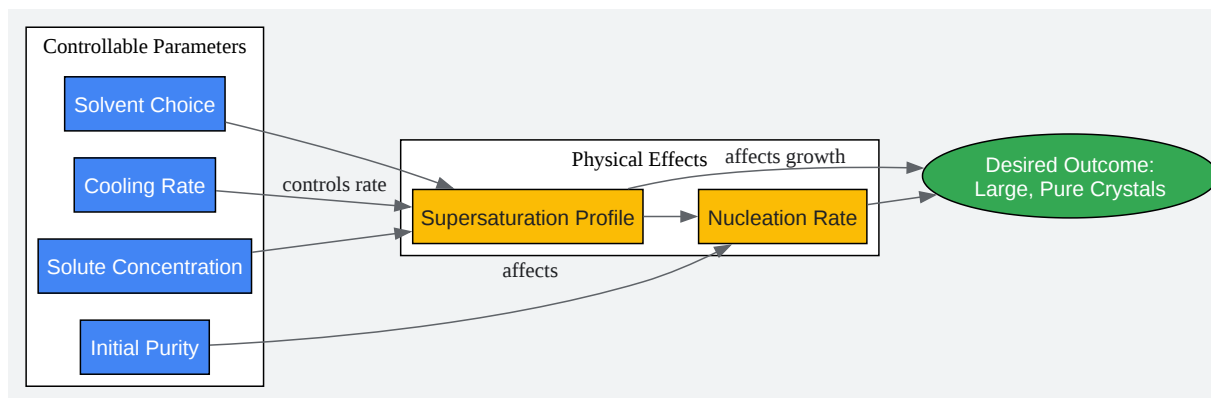 Controllable Parameters
Solvent Choice
Cooling Rate
Solute Concentration
Initial Purity
controls rate
affects
Physical Effects
affects growth
Supersaturation Profile
Nucleation Rate
Desired Outcome:
Large, Pure Crystals